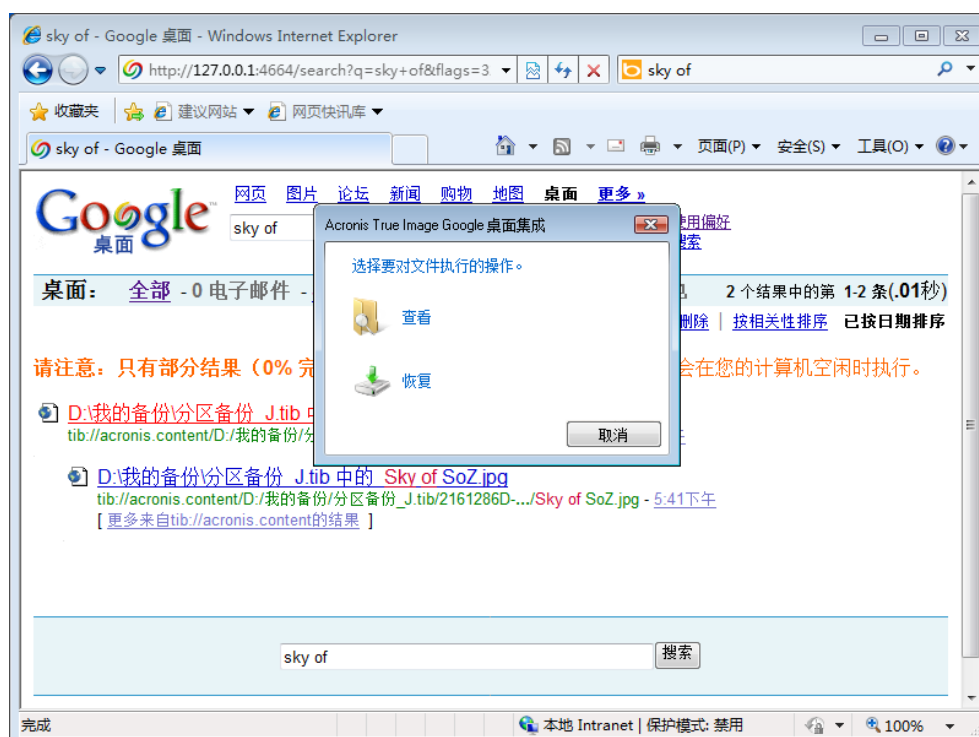 sky of - Google 桌面 - Windows Internet Explorer
http://127.0.0.1:4664/search?q=sky+of&flags=3 sky of
收藏夹 建议网站 网页快讯库
sky of - Google 桌面 页面(P) 安全(S) 工具(O)
Google™ 桌面
网页 图片 论坛 新闻 购物 地图 桌面 更多 »
sky of
使用偏好
搜索
Acronis True Image Google 桌面集成
选择要对文件执行的操作。
查看
恢复
取消
桌面: 全部 - 0 电子邮件 - 2 个结果中的第 1-2 条(.01秒)
删除 | 按相关性排序 已按日期排序
请注意：只有部分结果（0% 完 会在您的计算机空闲时执行。
D:\我的备份\分区备份_J.tib 中
tib://acronis.content/D:/我的备份/分
D:\我的备份\分区备份_J.tib 中的 Sky of SoZ.jpg
tib://acronis.content/D:/我的备份/分区备份_J.tib/2161286D-.../Sky of SoZ.jpg - 5:41下午
[ 更多来自tib://acronis.content的结果 ]
sky of 搜索
完成 本地 Intranet | 保护模式: 禁用 100%